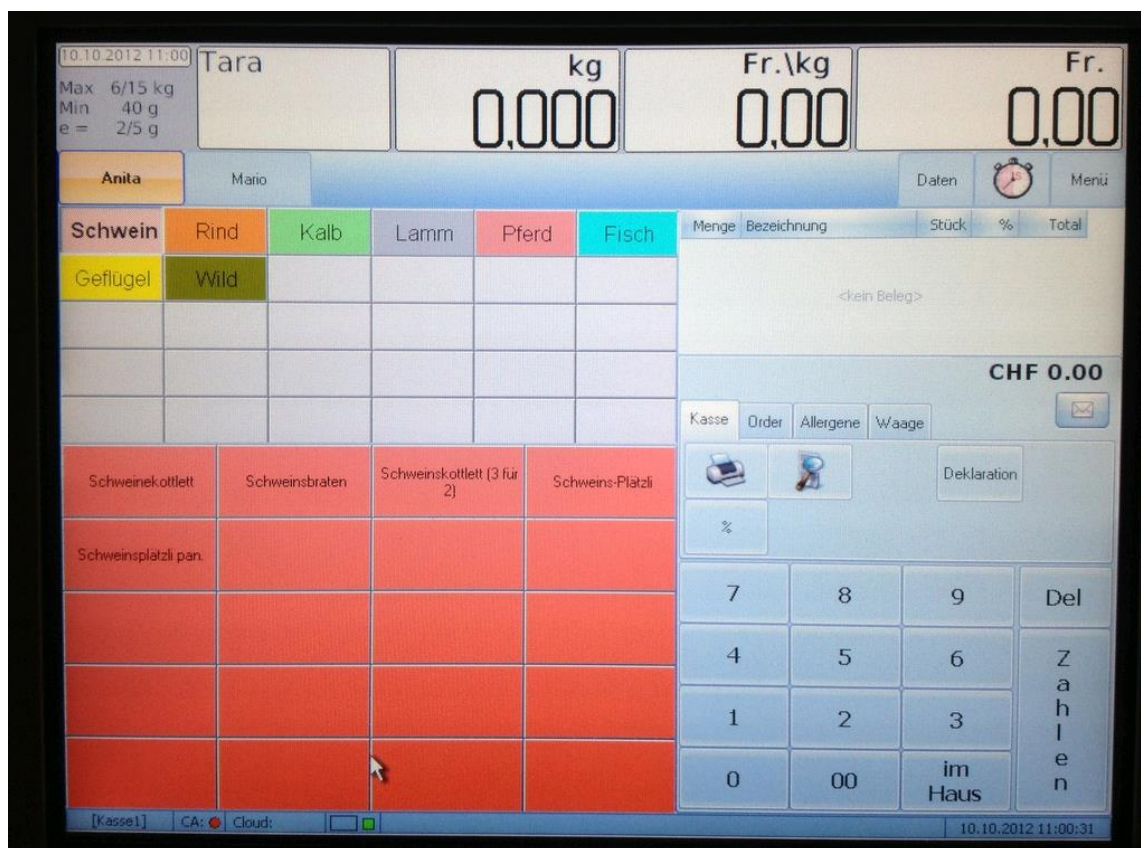 10.10.2012 11:00
Max 6/15 kg
Min 40 g
e = 2/5 g
Tara
kg
0,000
Fr.\kg
0,00
Fr.
0,00
Anita
Mario
Daten
Menü
Schwein
Rind
Kalb
Lamm
Pferd
Fisch
Geflügel
Wild
Menge Bezeichnung Stück % Total
<kein Beleg>
CHF 0.00
Kasse
Order
Allergene
Waage
Deklaration
%
Schweinekottlett
Schweinsbraten
Schweinskottlett (3 für
2)
Schweins-Plätzli
Schweinsplätzli pan.
7
8
9
Del
4
5
6
1
2
3
0
00
im
Haus
Zahlen
[Kasse1]
CA:
Cloud:
10.10.2012 11:00:31